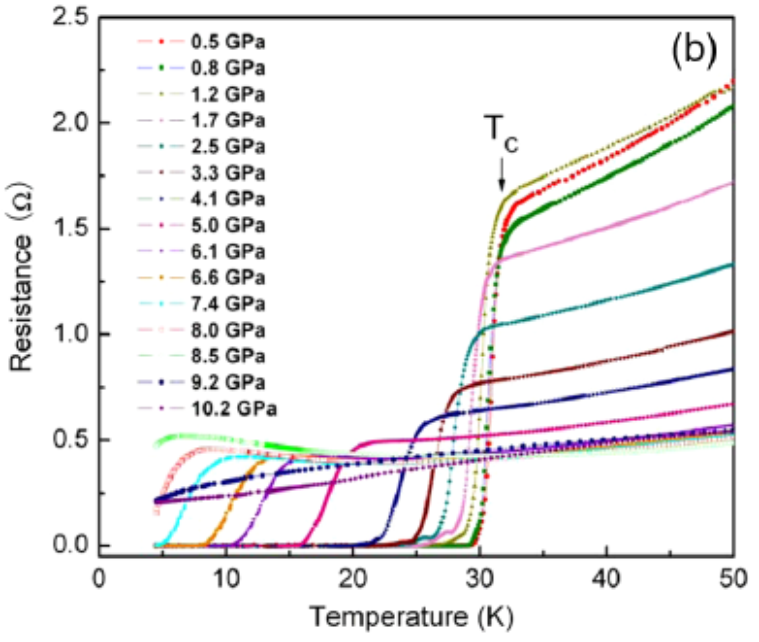 (b)
0.5 GPa
0.8 GPa
1.2 GPa
1.7 GPa
2.5 GPa
3.3 GPa
4.1 GPa
5.0 GPa
6.1 GPa
6.6 GPa
7.4 GPa
8.0 GPa
8.5 GPa
9.2 GPa
10.2 GPa
T_C
Resistance (Ω)
2.5
2.0
1.5
1.0
0.5
0.0
0 10 20 30 40 50
Temperature (K)